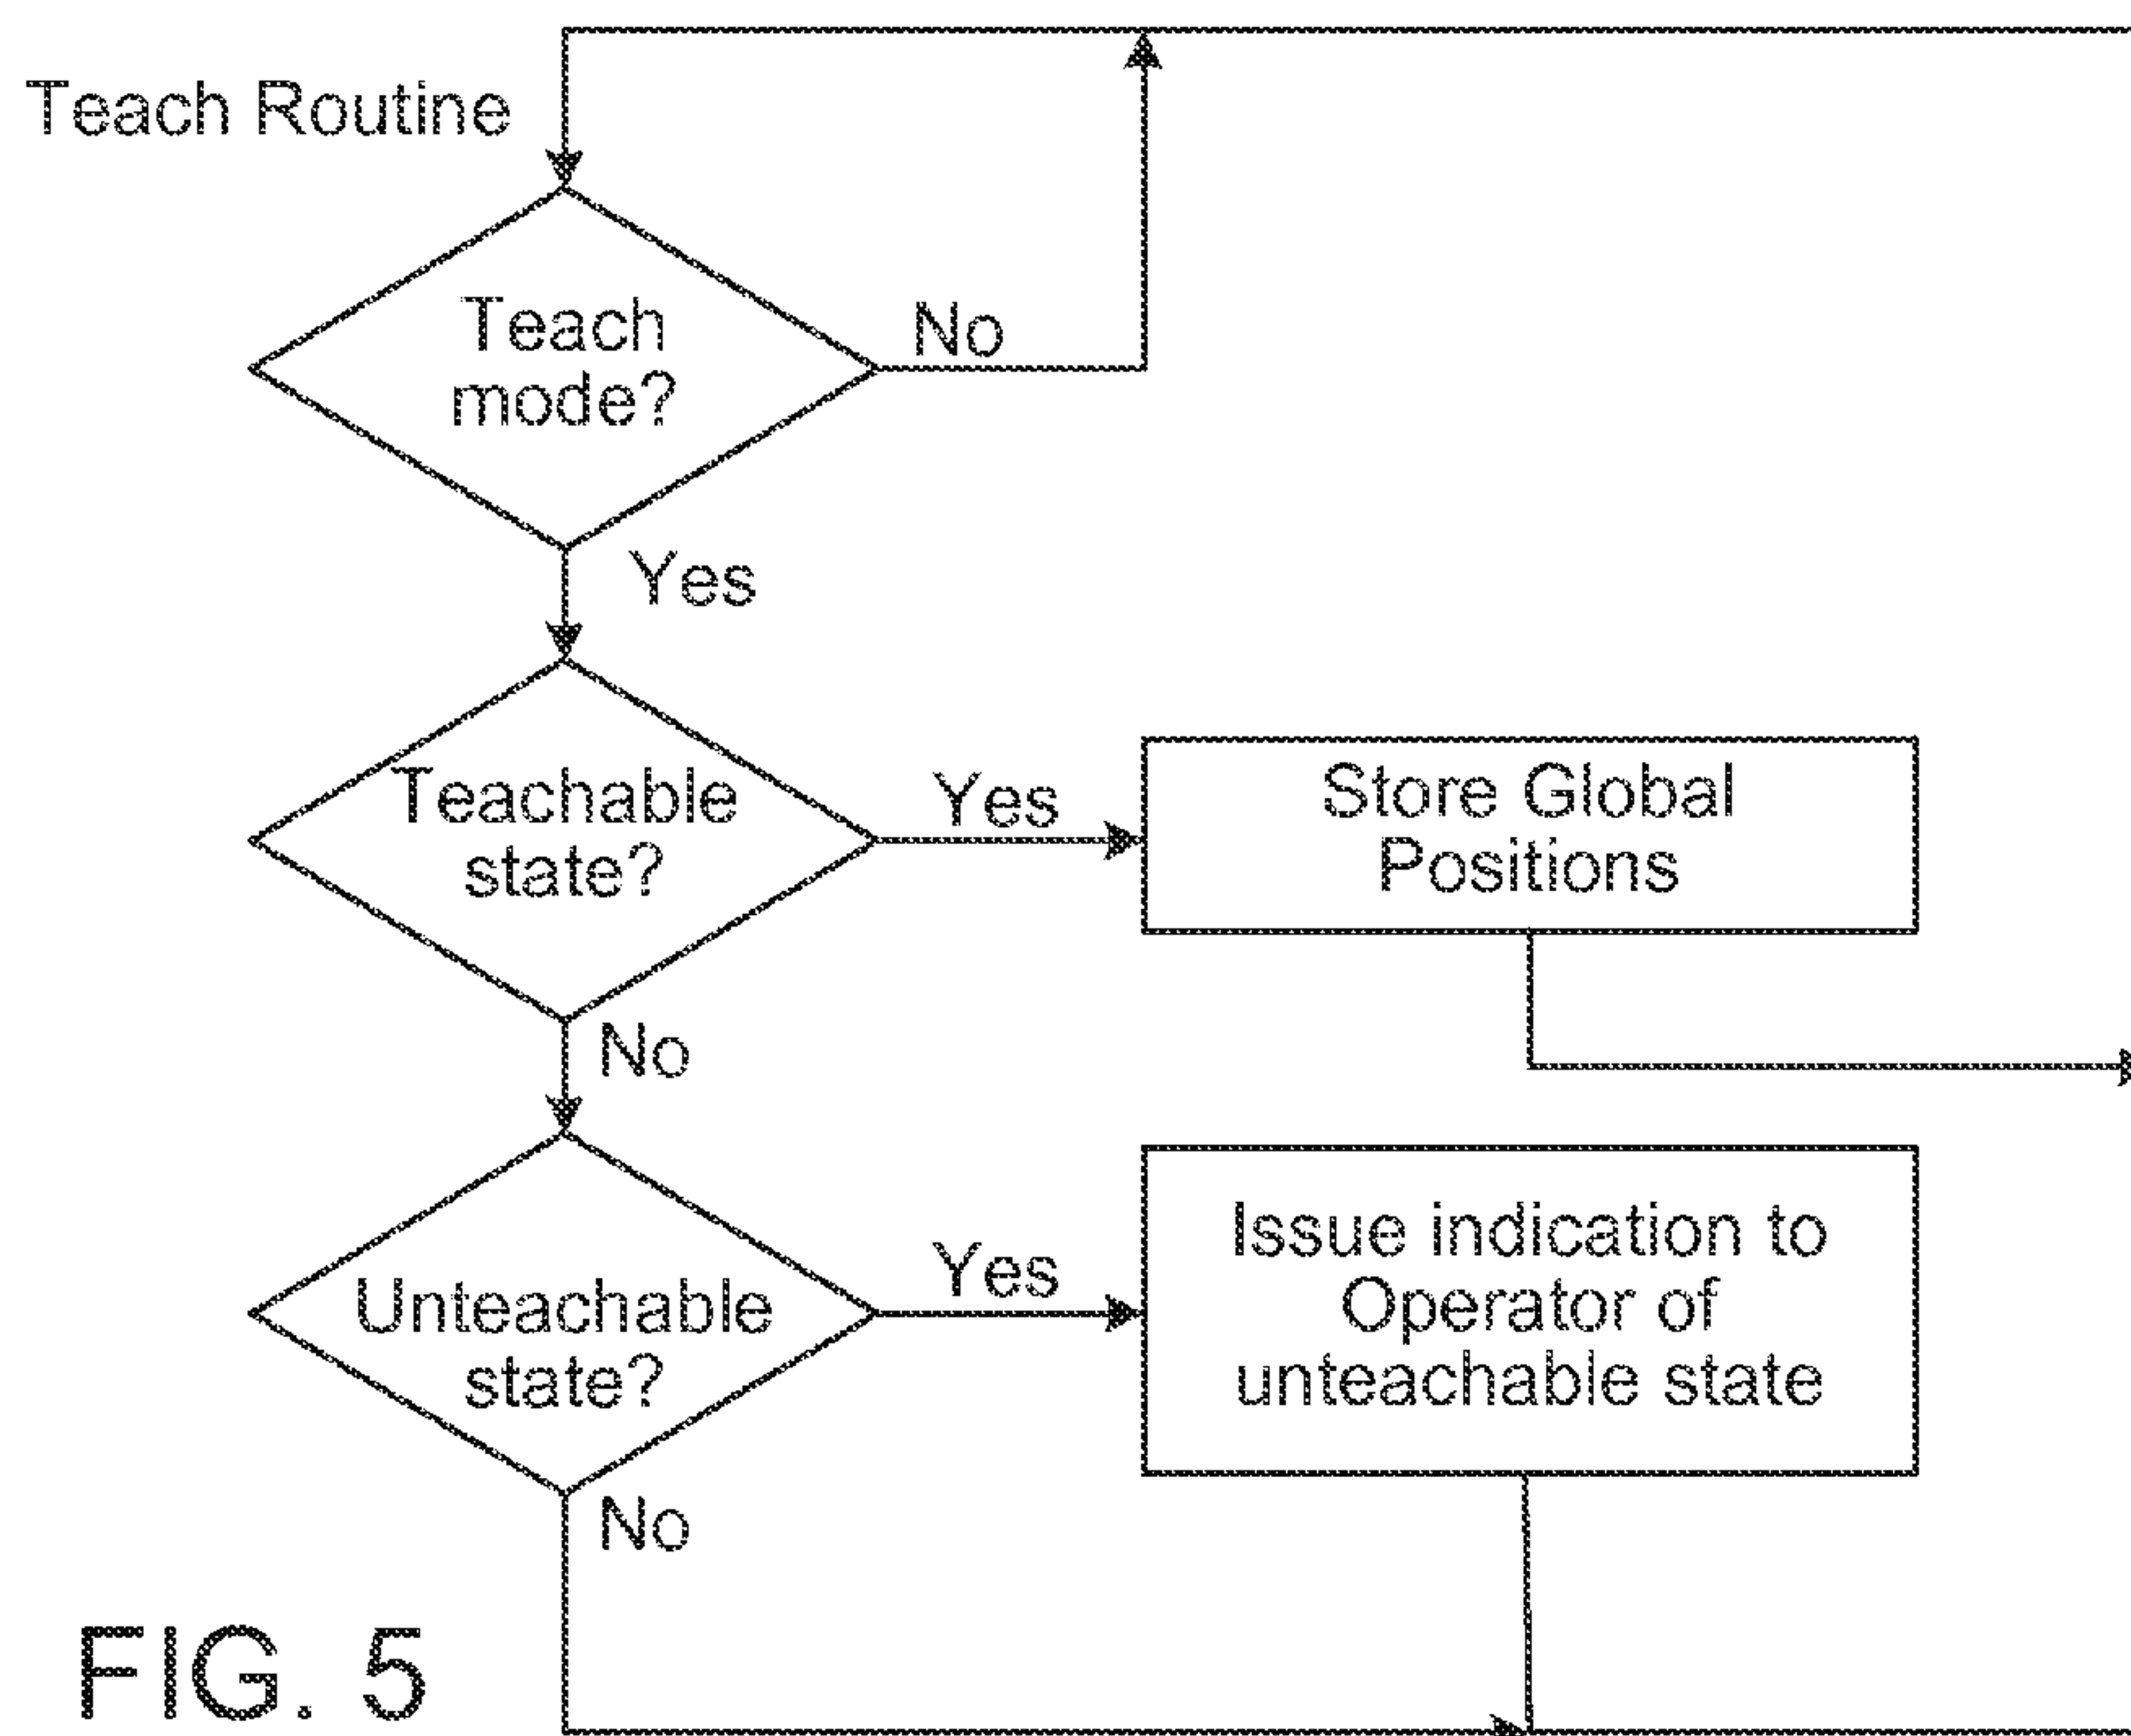 Teach Routine
Teach
mode?
No
Yes
Teachable
state?
Yes
Store Global
Positions
No
Unteachable
state?
Yes
Issue indication to
Operator of
unteachable state
No
FIG. 5